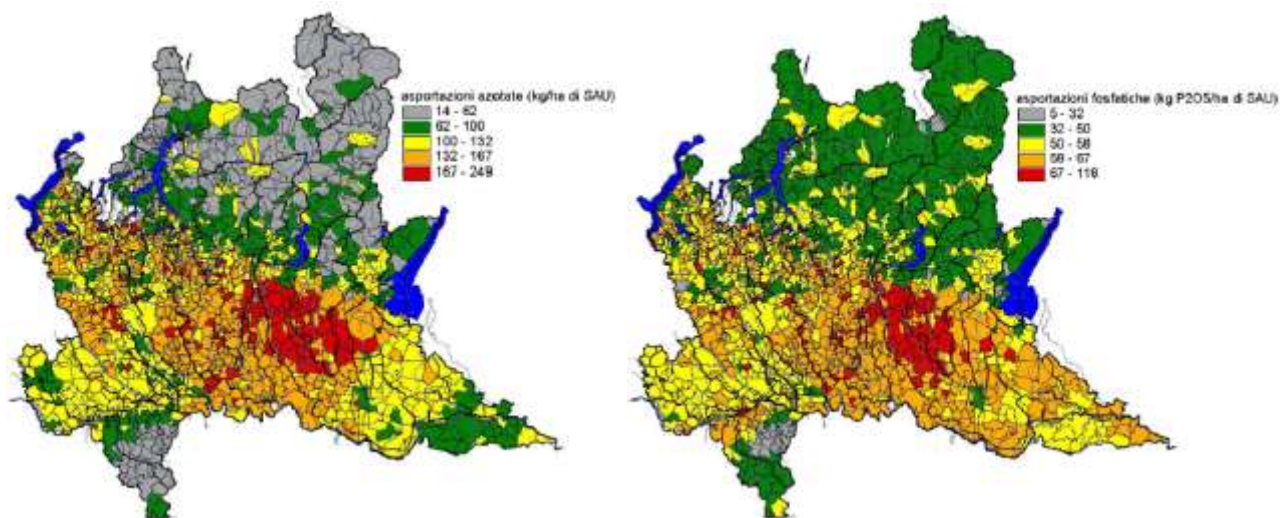 asportazioni azotate (kg/ha di SAU)
14 - 62
62 - 100
100 - 132
132 - 167
167 - 249
asportazioni fosfatiche (kg P2O5/ha di SAU)
5 - 32
32 - 50
50 - 58
58 - 67
67 - 118